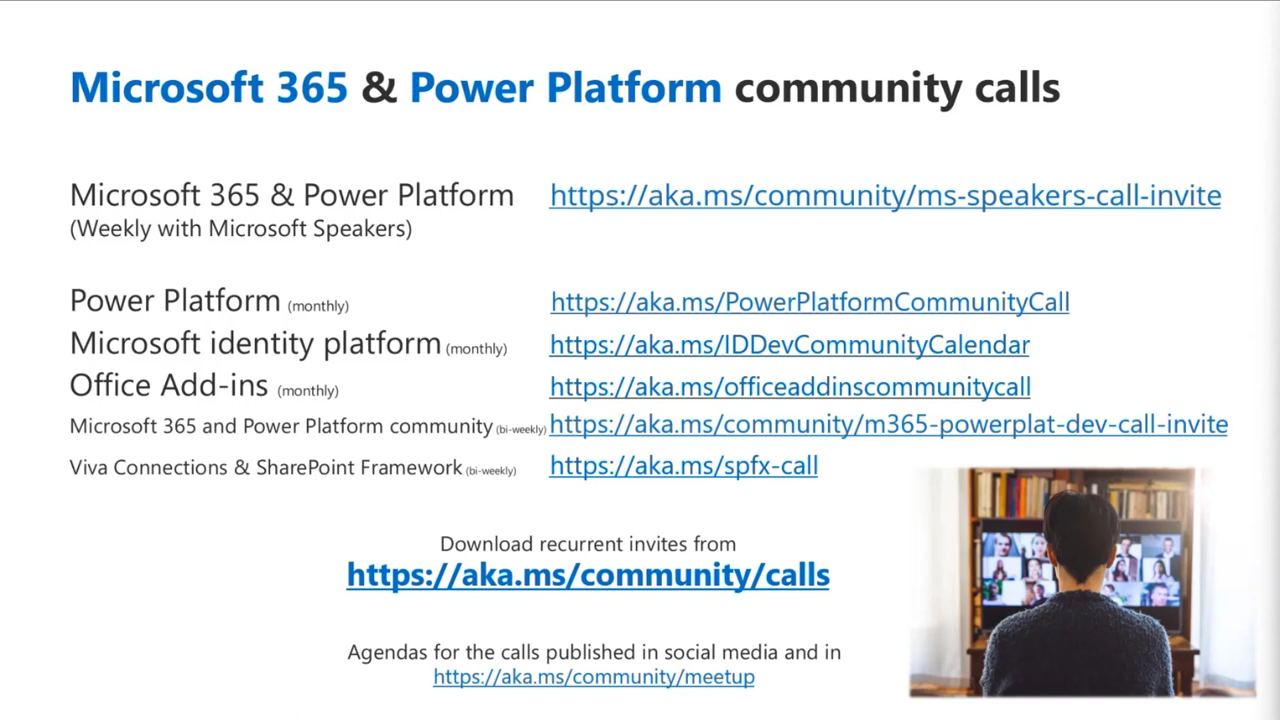 Microsoft 365 & Power Platform community calls
Microsoft 365 & Power Platform https://aka.ms/community/ms-speakers-call-invite
(Weekly with Microsoft Speakers)
Power Platform (monthly) https://aka.ms/PowerPlatformCommunityCall
Microsoft identity platform (monthly) https://aka.ms/IDDevCommunityCalendar
Office Add-ins (monthly) https://aka.ms/officeaddinscommunitycall
Microsoft 365 and Power Platform community (bi-weekly) https://aka.ms/community/m365-powerplat-dev-call-invite
Viva Connections & SharePoint Framework (bi-weekly) https://aka.ms/spfx-call
Download recurrent invites from
https://aka.ms/community/calls
Agendas for the calls published in social media and in
https://aka.ms/community/meetup